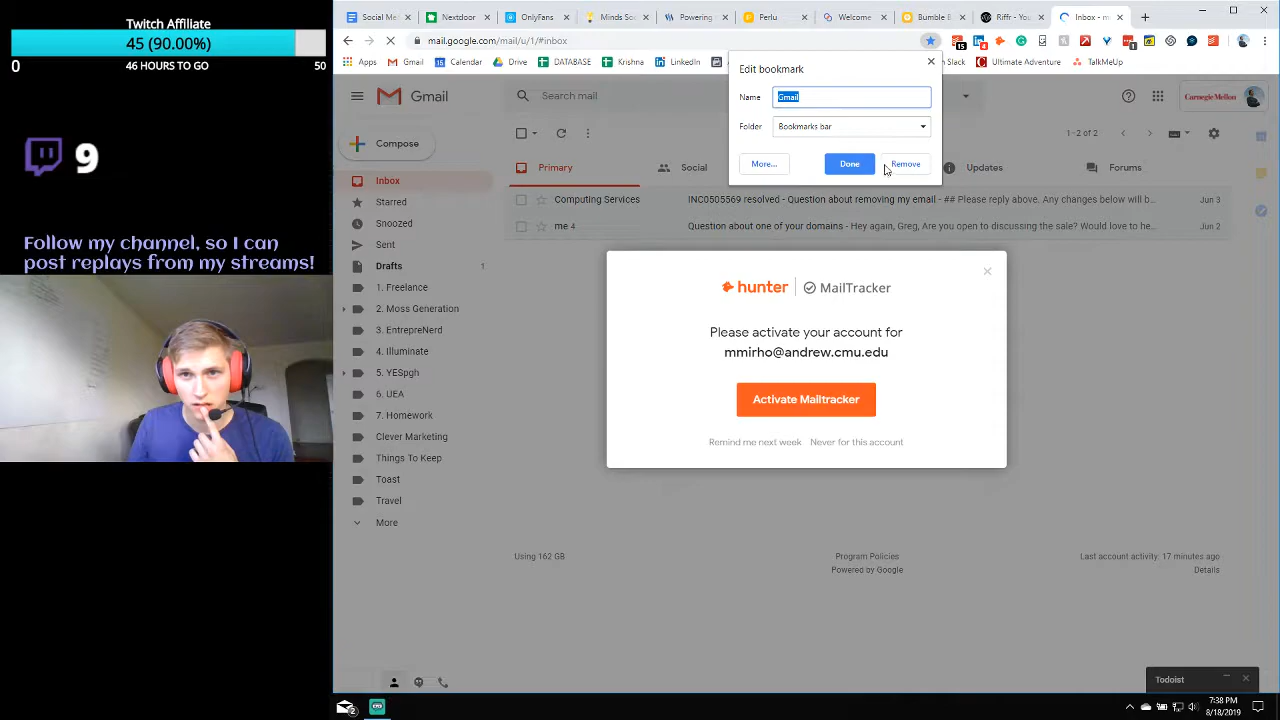 Twitch Affiliate
45 (90.00%)
0
46 HOURS TO GO
50
9
Follow my channel, so I can
post replays from my streams!
Social Me
Nextdoor
OnlyFans
Minds So
Powering
Perlu
Welcome
Bumble B
Riffr - You
Inbox - m
mail.google.com/mail/u/1/#inbox
15
4
1
Apps
Gmail
Calendar
Drive
DATABASE
Krishna
LinkedIn
Slack
Ultimate Adventure
TalkMeUp
Edit bookmark
Name
Gmail
Folder
Bookmarks bar
More...
Done
Remove
Gmail
Search mail
Carnegie Mellon
Compose
1–2 of 2
Primary
Social
Updates
Forums
Inbox
Starred
Snoozed
Sent
Drafts
1
1. Freelance
2. Moss Generation
3. EntrepreNerd
4. Illuminate
5. YESpgh
6. UEA
7. Homework
Clever Marketing
Things To Keep
Toast
Travel
More
Computing Services
INC0505569 resolved - Question about removing my email - ## Please reply above. Any changes below will b...
Jun 3
me 4
Question about one of your domains - Hey again, Greg, Are you open to discussing the sale? Would love to he...
Jun 2
hunter
MailTracker
Please activate your account for
mmirho@andrew.cmu.edu
Activate Mailtracker
Remind me next week
Never for this account
Using 162 GB
Program Policies
Powered by Google
Last account activity: 17 minutes ago
Details
Todoist
2
7:38 PM
8/18/2019